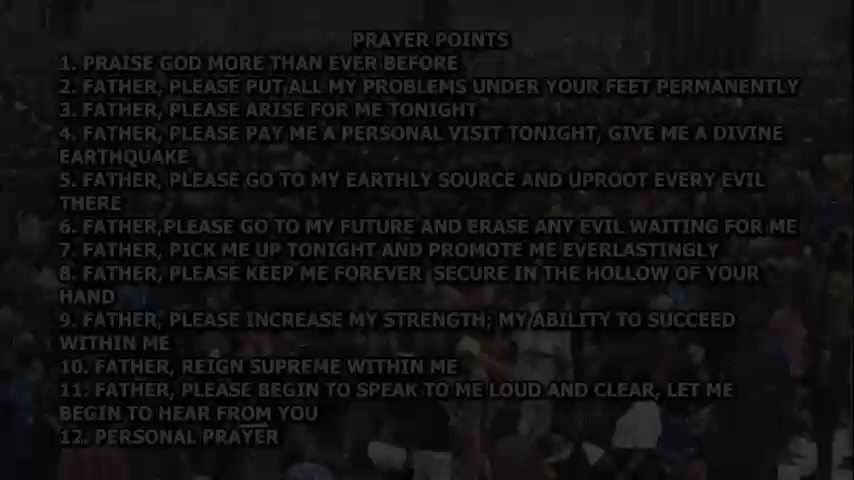 PRAYER POINTS
1. PRAISE GOD MORE THAN EVER BEFORE
2. FATHER, PLEASE PUT ALL MY PROBLEMS UNDER YOUR FEET PERMANENTLY
3. FATHER, PLEASE ARISE FOR ME TONIGHT
4. FATHER, PLEASE PAY ME A PERSONAL VISIT TONIGHT, GIVE ME A DIVINE
EARTHQUAKE
5. FATHER, PLEASE GO TO MY EARTHLY SOURCE AND UPROOT EVERY EVIL
THERE
6. FATHER,PLEASE GO TO MY FUTURE AND ERASE ANY EVIL WAITING FOR ME
7. FATHER, PICK ME UP TONIGHT AND PROMOTE ME EVERLASTINGLY
8. FATHER, PLEASE KEEP ME FOREVER SECURE IN THE HOLLOW OF YOUR
HAND
9. FATHER, PLEASE INCREASE MY STRENGTH; MY ABILITY TO SUCCEED
WITHIN ME
10. FATHER, REIGN SUPREME WITHIN ME
11. FATHER, PLEASE BEGIN TO SPEAK TO ME LOUD AND CLEAR, LET ME
BEGIN TO HEAR FROM YOU
12. PERSONAL PRAYER